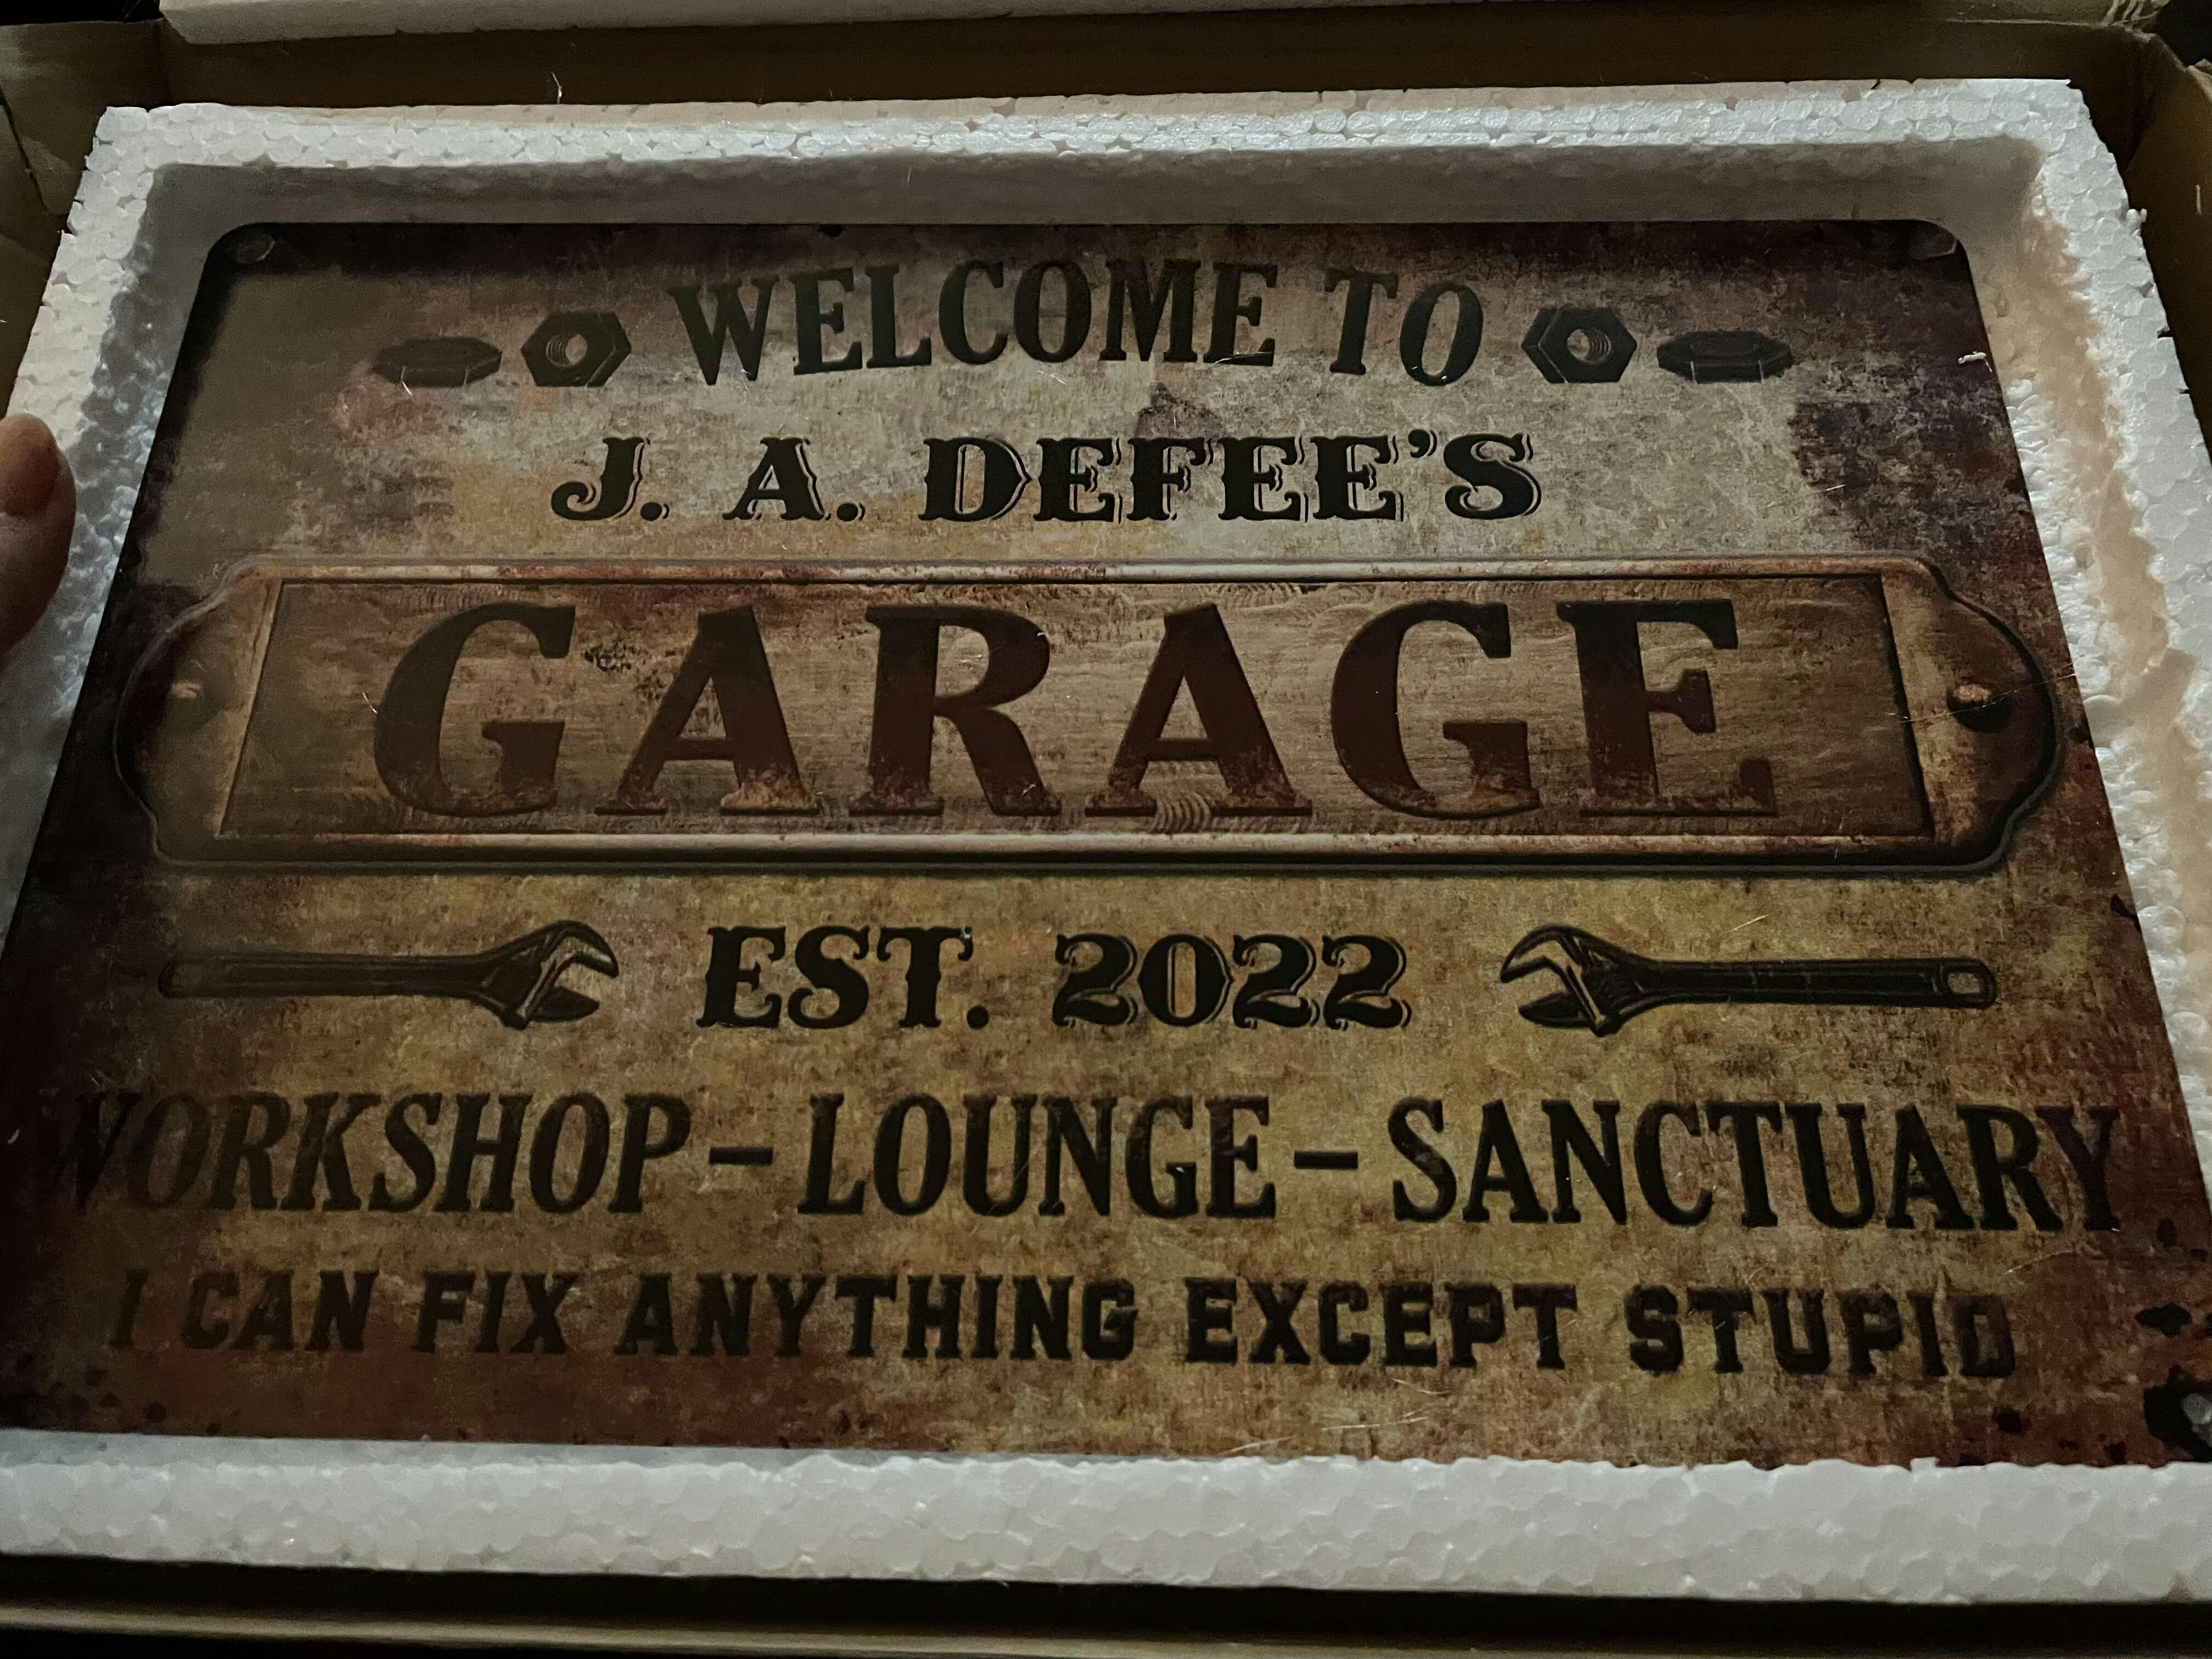 WELCOME TO
J. A. DEFEE'S
GARAGE
EST. 2022
WORKSHOP – LOUNGE – SANCTUARY
I CAN FIX ANYTHING EXCEPT STUPID